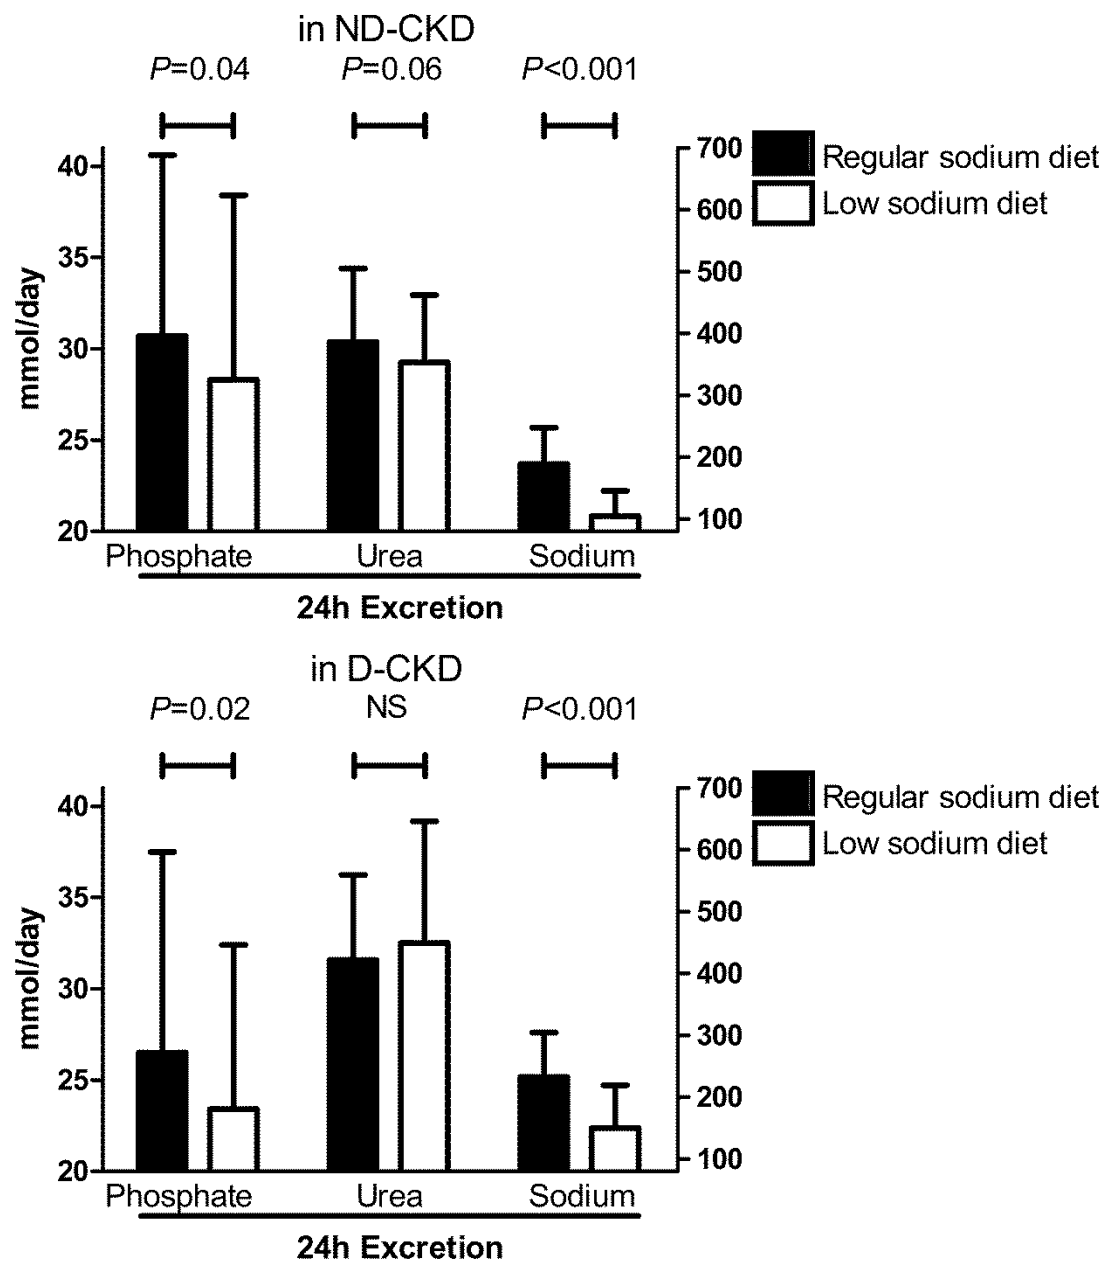 in ND-CKD
P=0.04 P=0.06 P<0.001
40
35
30
25
20
mmol/day
700
600
500
400
300
200
100
Regular sodium diet
Low sodium diet
Phosphate Urea Sodium
24h Excretion
in D-CKD
P=0.02 NS P<0.001
40
35
30
25
20
mmol/day
700
600
500
400
300
200
100
Regular sodium diet
Low sodium diet
Phosphate Urea Sodium
24h Excretion